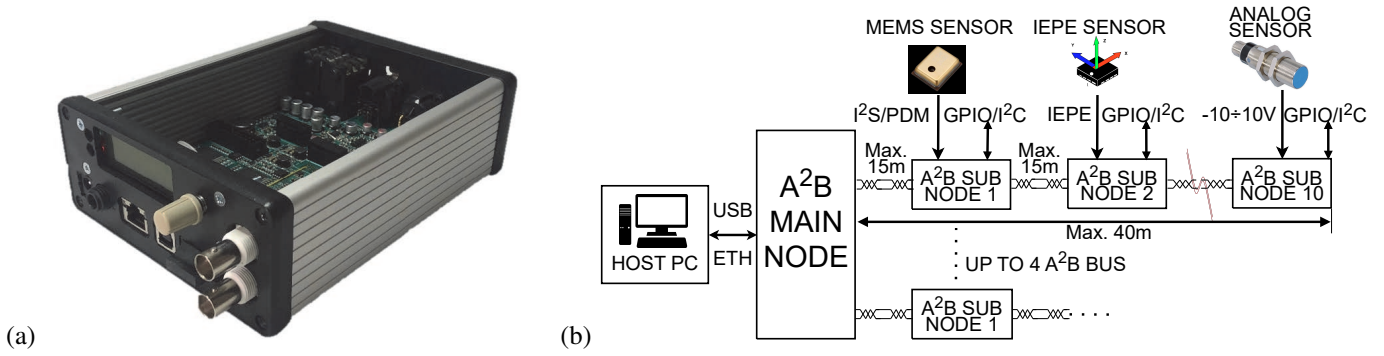 MEMS SENSOR
IEPE SENSOR
ANALOG
SENSOR
I²S/PDM
GPIO/I²C
IEPE
GPIO/I²C
-10÷10V
GPIO/I²C
Max.
15m
A²B SUB
NODE 1
Max.
15m
A²B SUB
NODE 2
A²B SUB
NODE 10
A²B
MAIN
NODE
USB
ETH
HOST PC
Max. 40m
UP TO 4 A²B BUS
A²B SUB
NODE 1
(a)
(b)
Y
Z
X